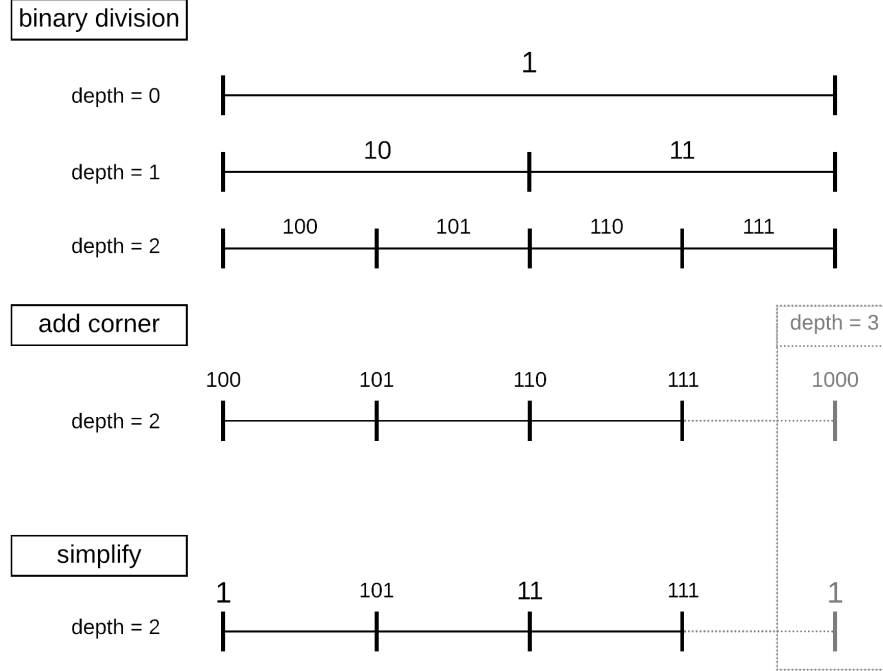 binary division
1
depth = 0
10 11
depth = 1
100 101 110 111
depth = 2
add corner
depth = 3
100 101 110 111 1000
depth = 2
simplify
1 101 11 111 1
depth = 2